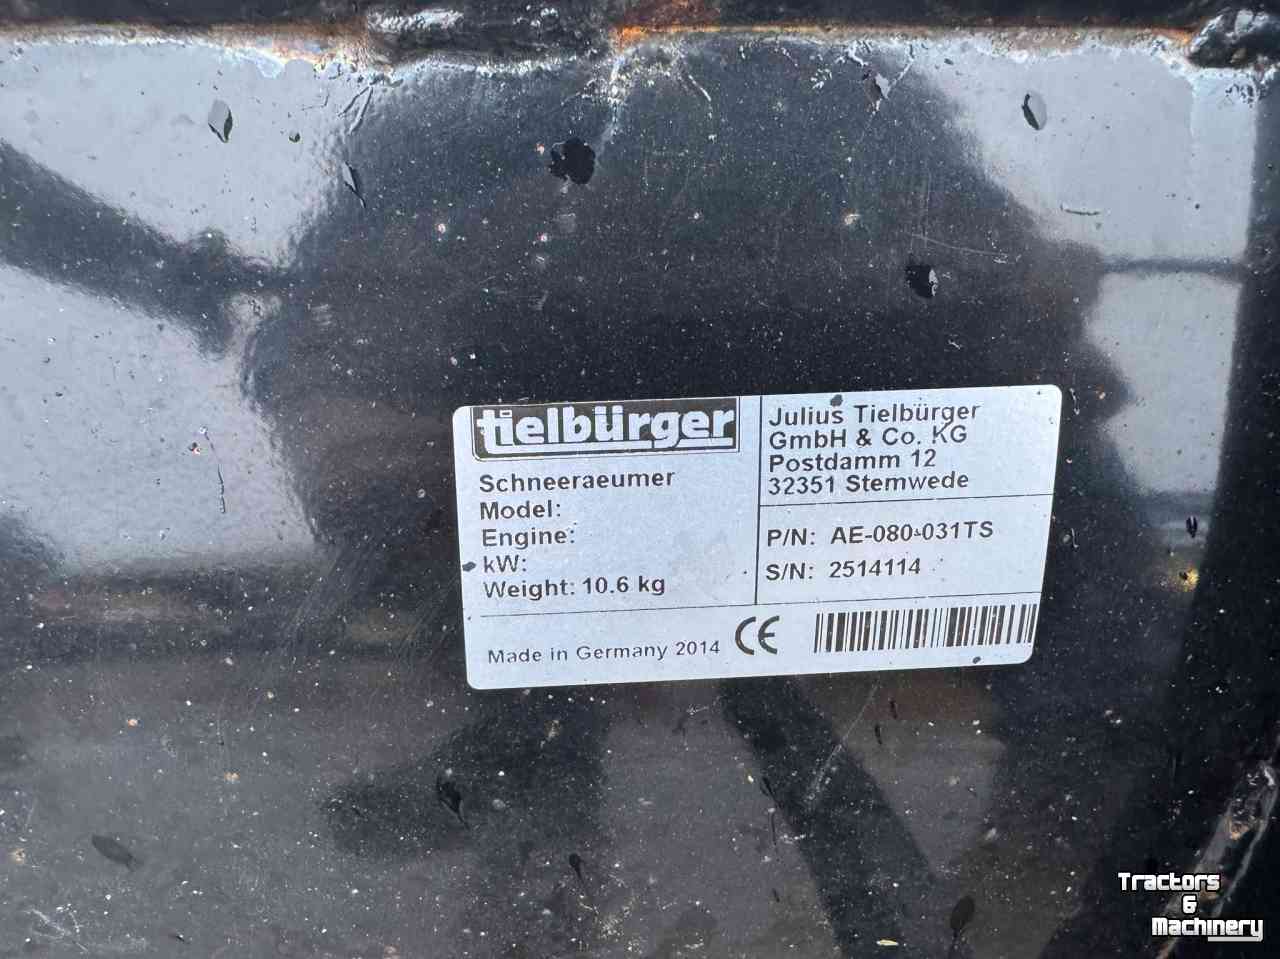 tielbürger
Schneeraeumer
Model:
Engine:
kW:
Weight: 10.6 kg
Julius Tielbürger
GmbH & Co. KG
Postdamm 12
32351 Stemwede
P/N: AE-080-031TS
S/N: 2514114
Made in Germany 2014 CE
Tractors
&
Machinery